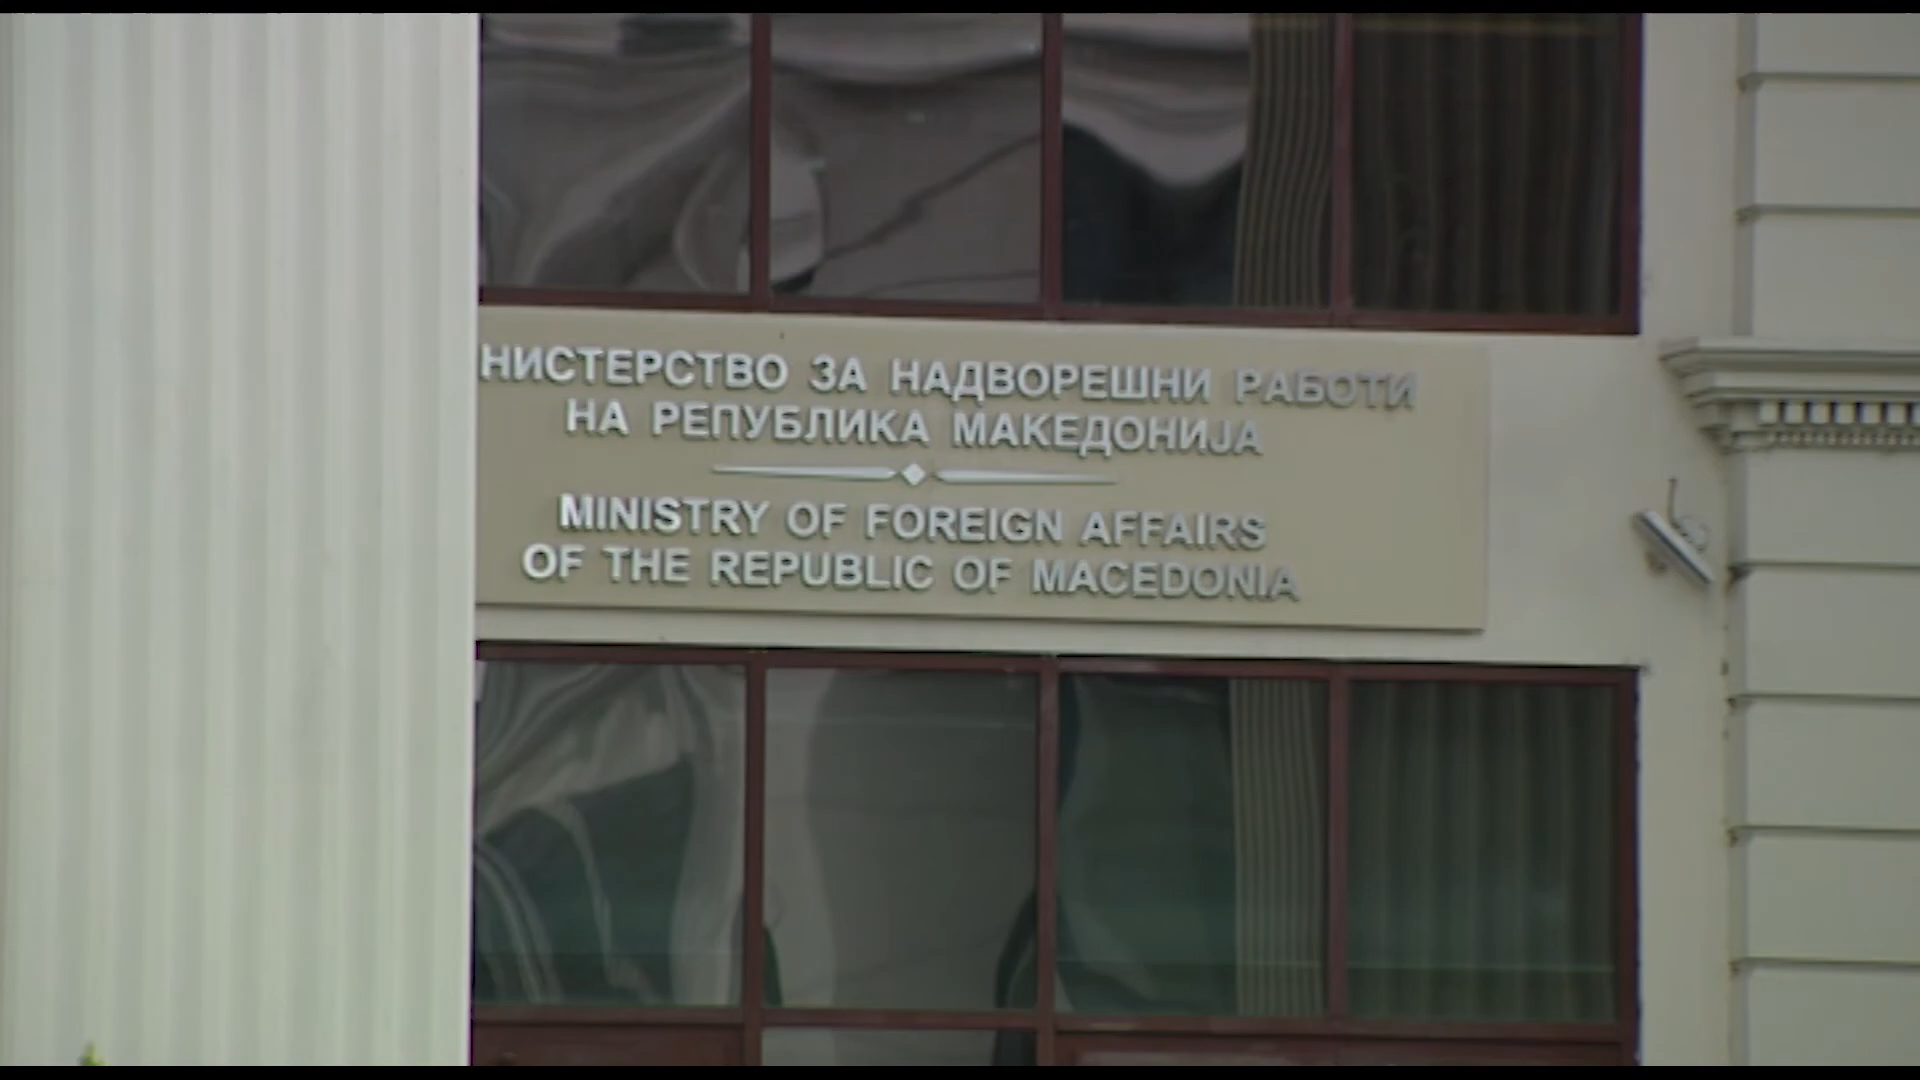 НИСТЕРСТВО ЗА НАДВОРЕШНИ РАБОТИ
НА РЕПУБЛИКА МАКЕДОНИЈА
MINISTRY OF FOREIGN AFFAIRS
OF THE REPUBLIC OF MACEDONIA